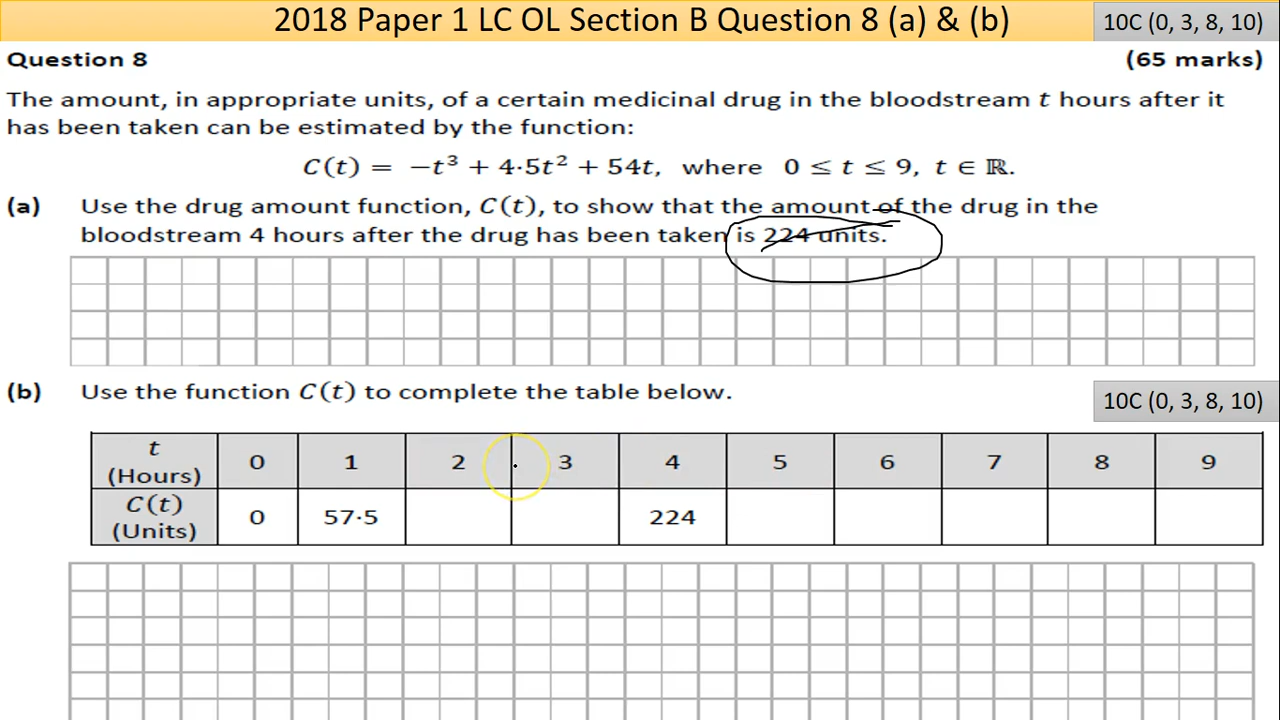 2018 Paper 1 LC OL Section B Question 8 (a) & (b)
10C (0, 3, 8, 10)
Question 8
(65 marks)
The amount, in appropriate units, of a certain medicinal drug in the bloodstream t hours after it
has been taken can be estimated by the function:
C(t) = −t³ + 4·5t² + 54t, where 0 ≤ t ≤ 9, t ∈ ℝ.
(a) Use the drug amount function, C(t), to show that the amount of the drug in the
bloodstream 4 hours after the drug has been taken is 224 units.
(b) Use the function C(t) to complete the table below.
10C (0, 3, 8, 10)
t (Hours) 0 1 2 3 4 5 6 7 8 9
C(t) (Units) 0 57·5 224